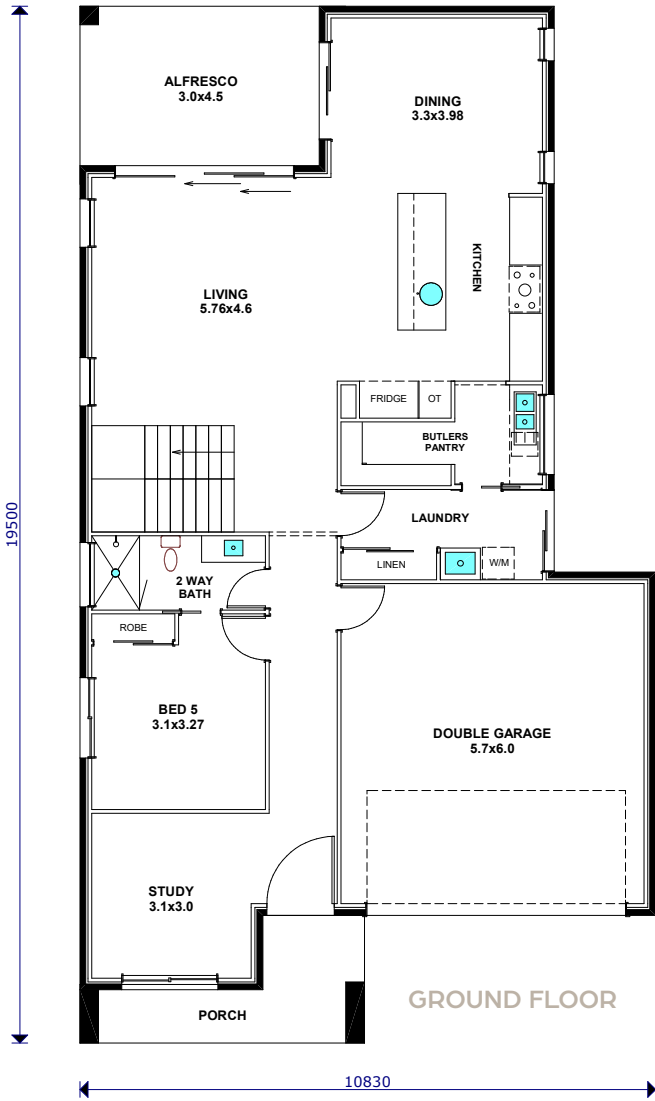 ALFRESCO
3.0x4.5
DINING
3.3x3.98
KITCHEN
LIVING
5.76x4.6
FRIDGE
OT
BUTLERS
PANTRY
LAUNDRY
LINEN
W/M
2 WAY
BATH
ROBE
BED 5
3.1x3.27
DOUBLE GARAGE
5.7x6.0
STUDY
3.1x3.0
PORCH
GROUND FLOOR
19500
10830